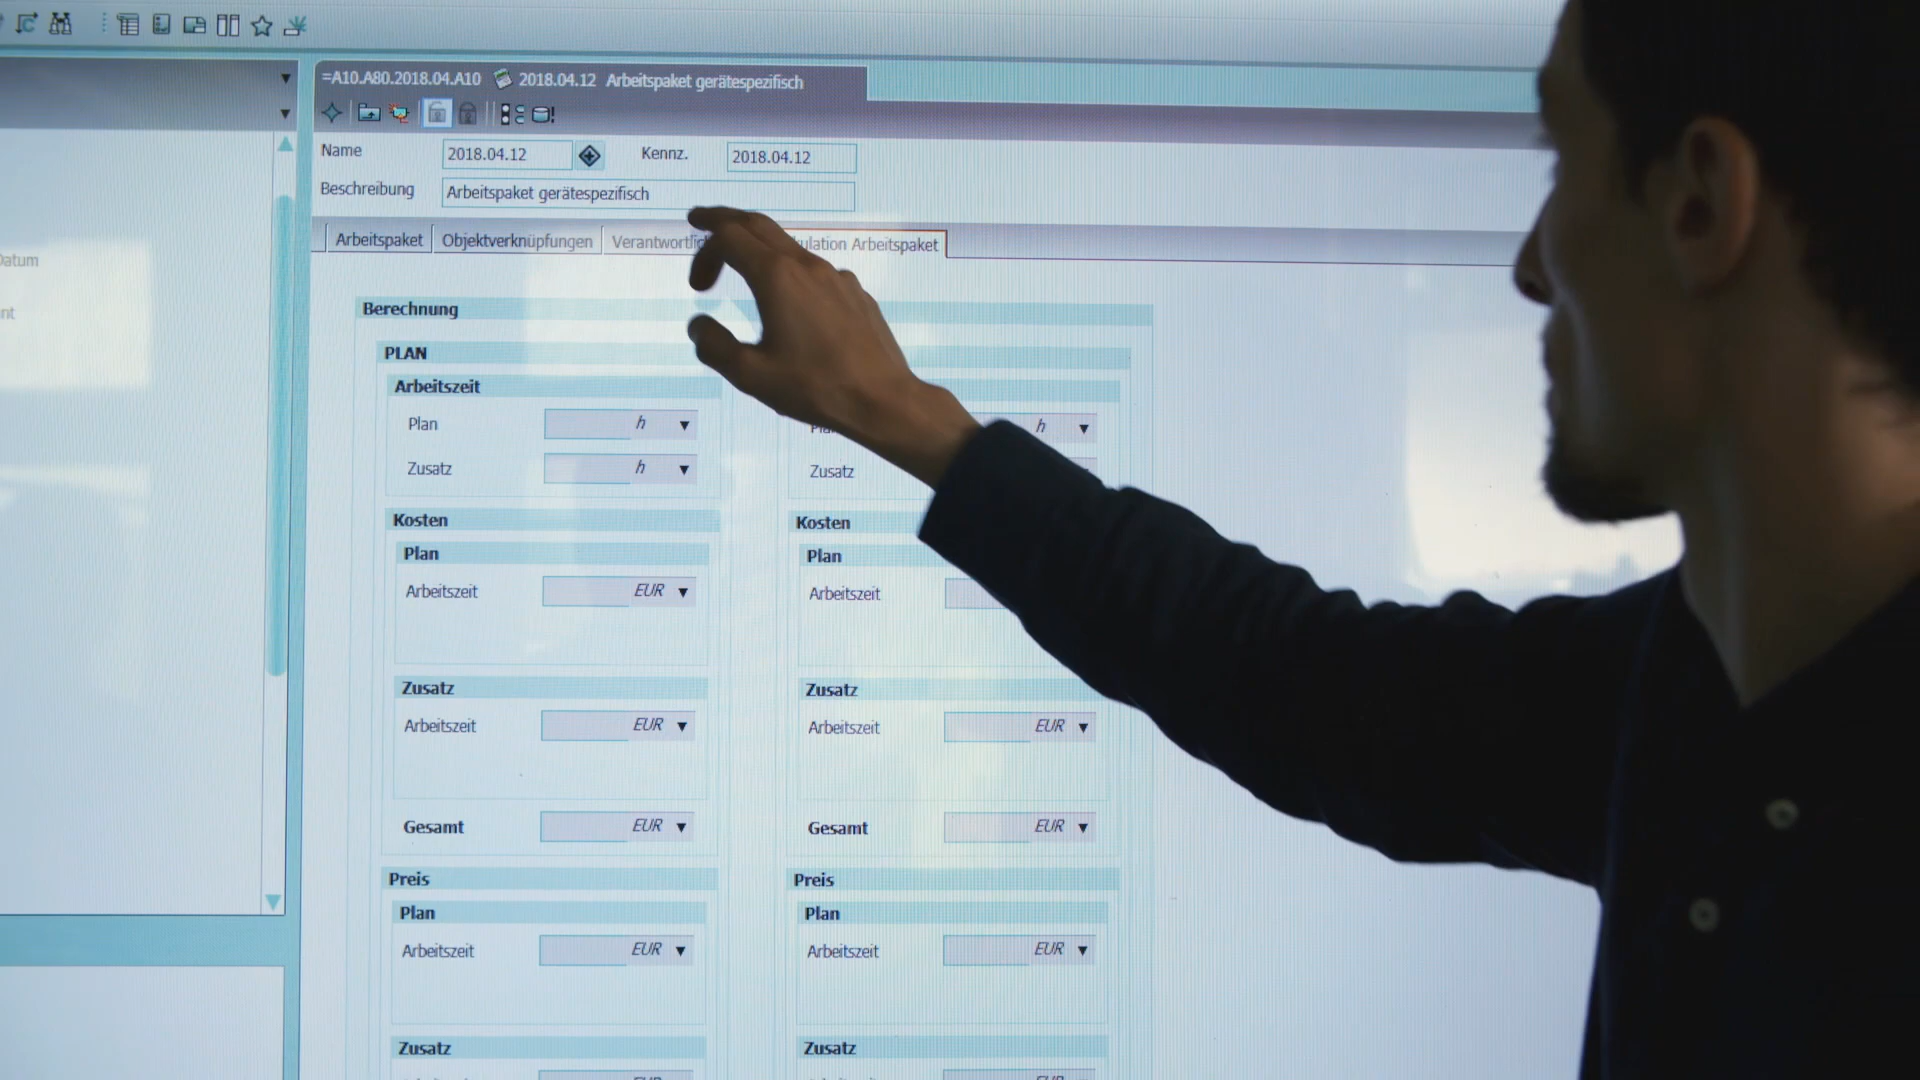 =A10.A80.2018.04.A10 2018.04.12 Arbeitspaket gerätespezifisch
Name 2018.04.12 Kennz. 2018.04.12
Beschreibung Arbeitspaket gerätespezifisch
Arbeitspaket Objektverknüpfungen Arbeitspaket
Berechnung
PLAN
Arbeitszeit
Plan h h
Zusatz h Zusatz
Kosten Kosten
Plan Plan
Arbeitszeit EUR Arbeitszeit
Zusatz Zusatz
Arbeitszeit EUR Arbeitszeit EUR
Gesamt EUR Gesamt EUR
Preis Preis
Plan Plan
Arbeitszeit EUR Arbeitszeit EUR
Zusatz Zusatz